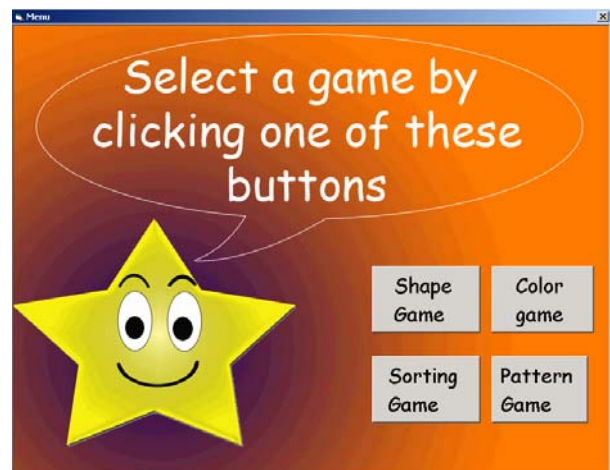 Menu
Select a game by
clicking one of these
buttons
Shape
Game
Color
game
Sorting
Game
Pattern
Game